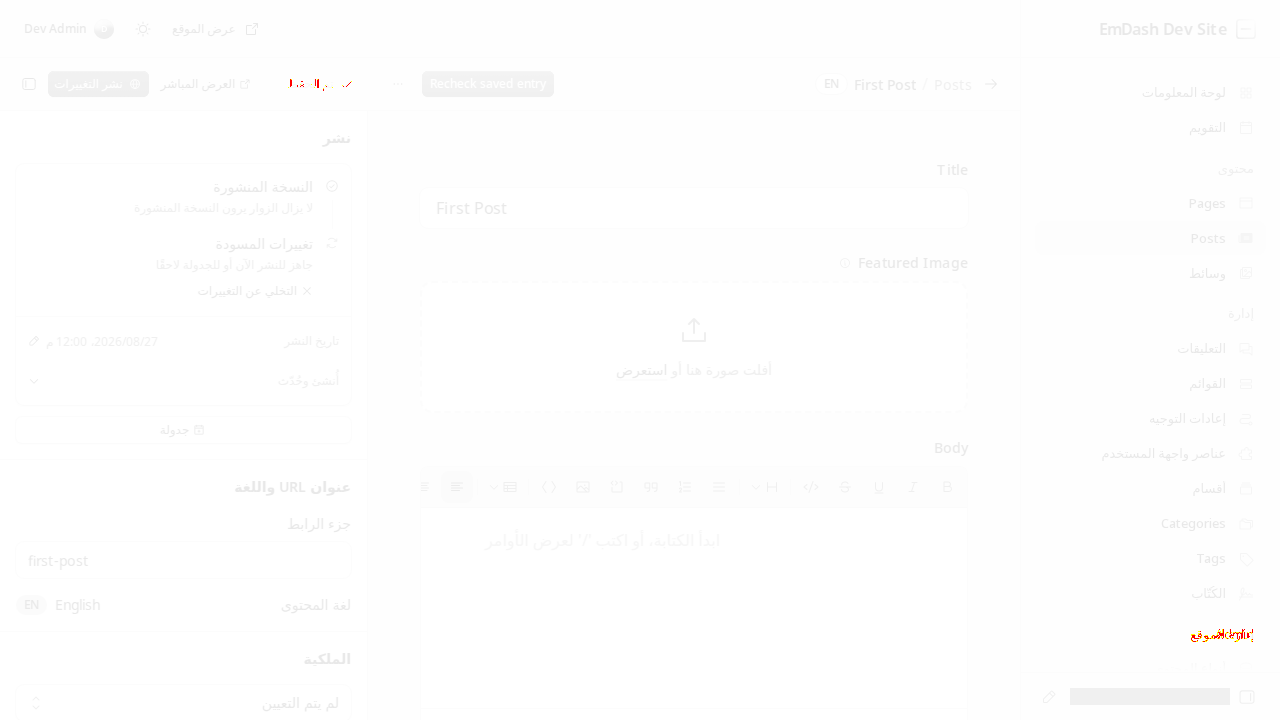 EmDash Dev Site
عرض الموقع
Dev Admin
لوحة المعلومات
التقويم
محتوى
Pages
Posts
وسائط
إدارة
التعليقات
القوائم
إعادات التوجيه
عناصر واجهة المستخدم
أقسام
Categories
Tags
الكُتّاب
Posts / First Post EN
Recheck saved entry
Title
First Post
Featured Image
أفلت صورة هنا أو استعرض
Body
ابدأ الكتابة، أو اكتب '/' لعرض الأوامر
العرض المباشر
نشر التغييرات
نشر
النسخة المنشورة
لا يزال الزوار يرون النسخة المنشورة
تغييرات المسودة
جاهز للنشر الآن أو للجدولة لاحقًا
التخلي عن التغييرات
تاريخ النشر
27/08/2026، 12:00 م
أُنشئ وحُدّث
جدولة
عنوان URL واللغة
جزء الرابط
first-post
لغة المحتوى
English EN
الملكية
لم يتم التعيين